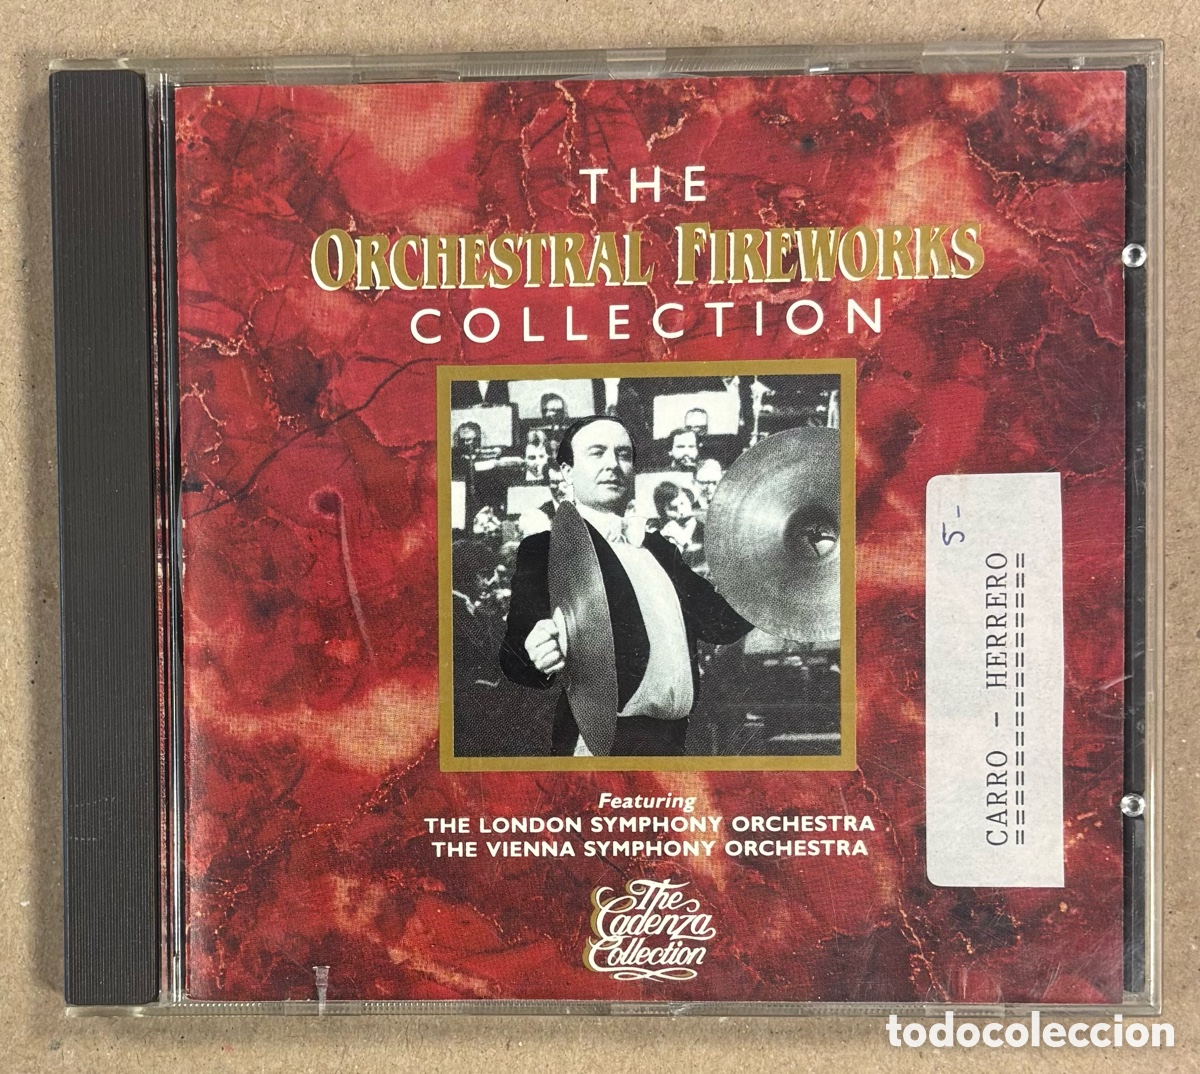 THE
ORCHESTRAL FIREWORKS
COLLECTION
Featuring
THE LONDON SYMPHONY ORCHESTRA
THE VIENNA SYMPHONY ORCHESTRA
The
Cadenza
Collection
5-
CARRO - HERRERO
====================
todocoleccion